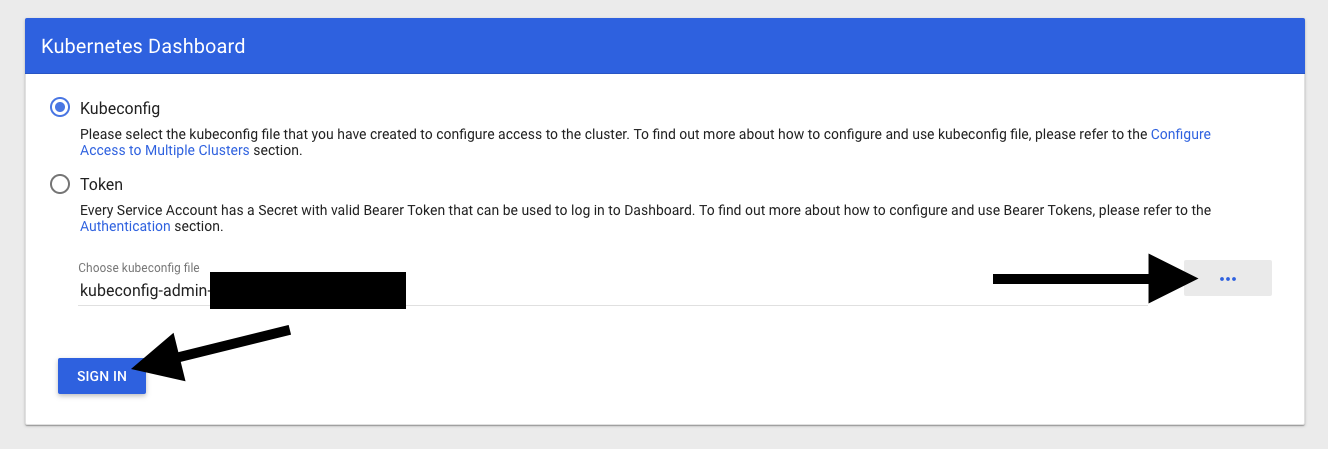 Kubernetes Dashboard
Kubeconfig
Please select the kubeconfig file that you have created to configure access to the cluster. To find out more about how to configure and use kubeconfig file, please refer to the Configure
Access to Multiple Clusters section.
Token
Every Service Account has a Secret with valid Bearer Token that can be used to log in to Dashboard. To find out more about how to configure and use Bearer Tokens, please refer to the
Authentication section.
Choose kubeconfig file
kubeconfig-admin-
SIGN IN